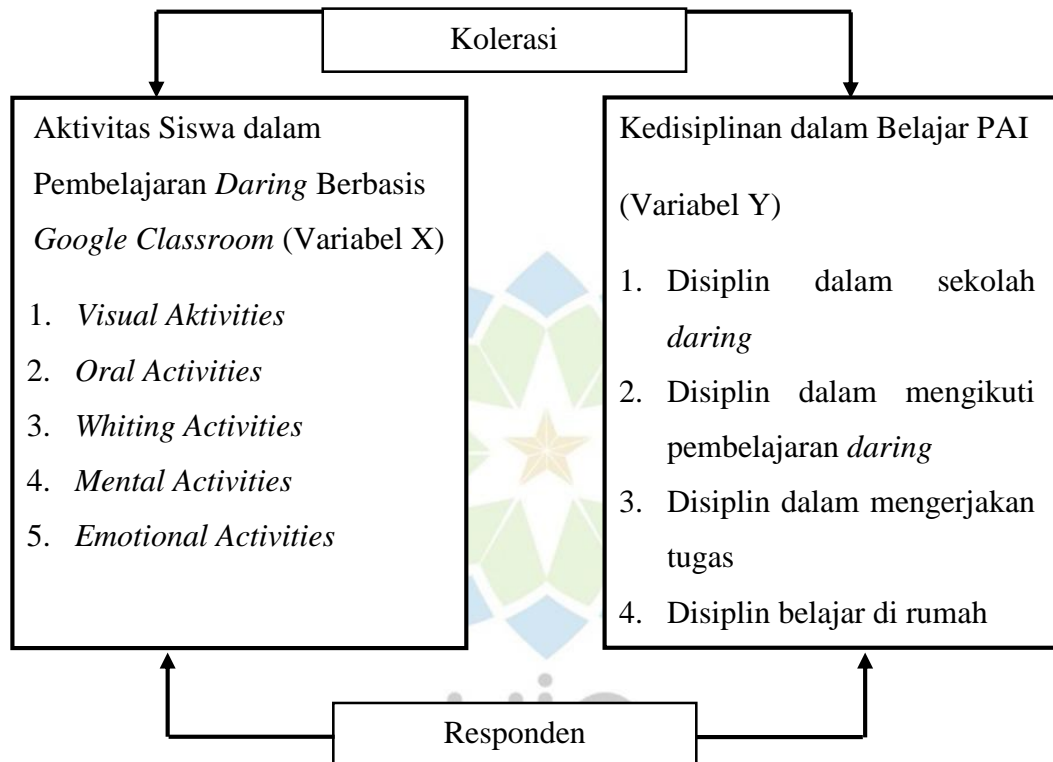 Kolerasi
Aktivitas Siswa dalam
Pembelajaran Daring Berbasis
Google Classroom (Variabel X)
1. Visual Aktivities
2. Oral Activities
3. Whiting Activities
4. Mental Activities
5. Emotional Activities
Kedisiplinan dalam Belajar PAI
(Variabel Y)
1. Disiplin dalam sekolah
daring
2. Disiplin dalam mengikuti
pembelajaran daring
3. Disiplin dalam mengerjakan
tugas
4. Disiplin belajar di rumah
Responden